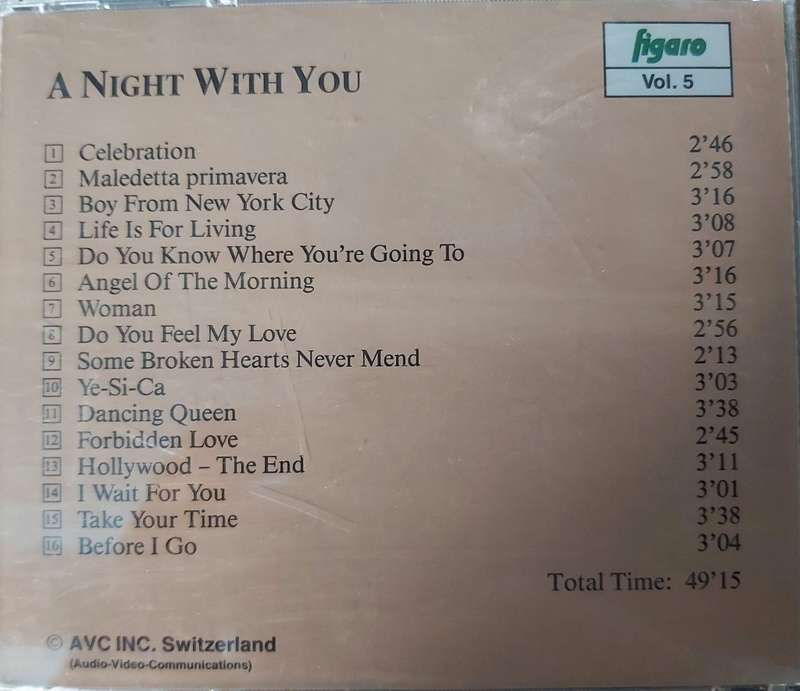 figaro
Vol. 5
A NIGHT WITH YOU
1 Celebration 2'46
2 Maledetta primavera 2'58
3 Boy From New York City 3'16
4 Life Is For Living 3'08
5 Do You Know Where You're Going To 3'07
6 Angel Of The Morning 3'16
7 Woman 3'15
8 Do You Feel My Love 2'56
9 Some Broken Hearts Never Mend 2'13
10 Ye-Si-Ca 3'03
11 Dancing Queen 3'38
12 Forbidden Love 2'45
13 Hollywood – The End 3'11
14 I Wait For You 3'01
15 Take Your Time 3'38
16 Before I Go 3'04
Total Time: 49'15
© AVC INC. Switzerland
(Audio-Video-Communications)